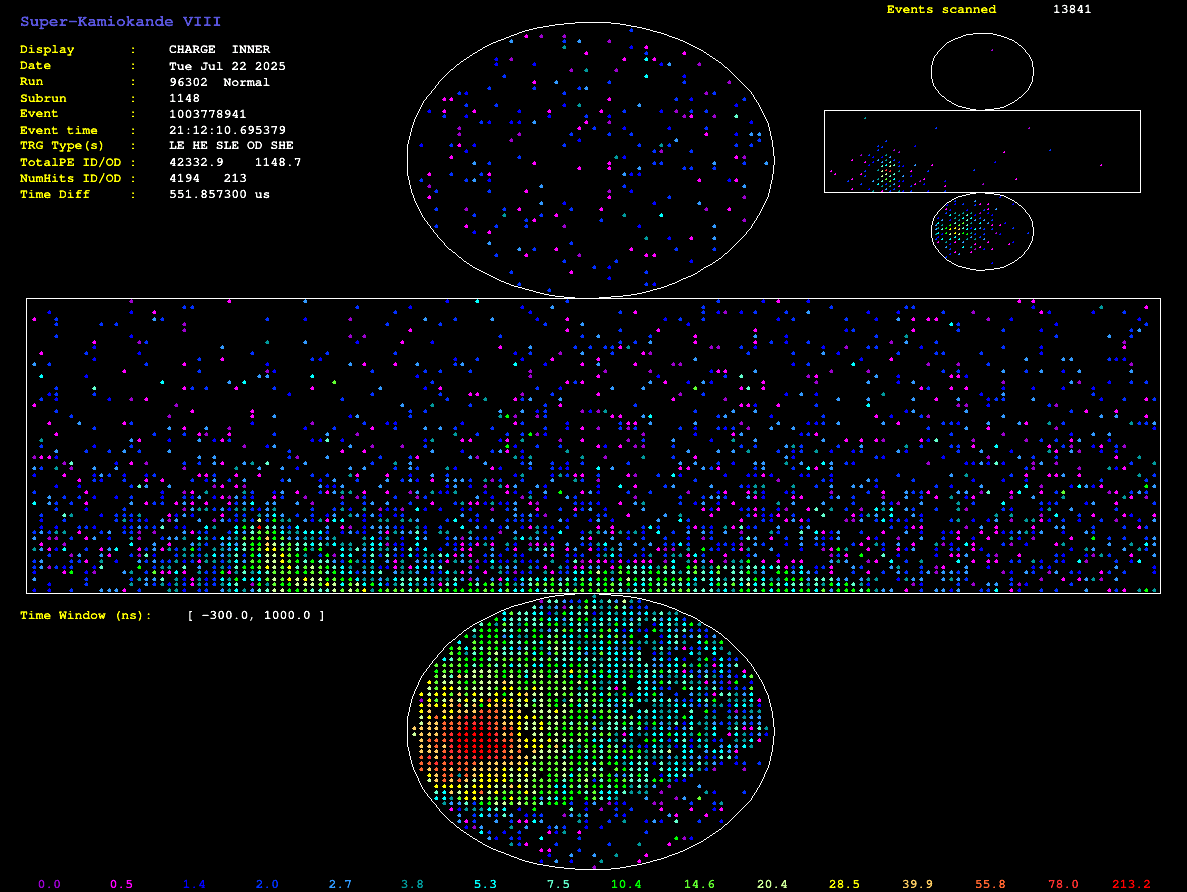 Super-Kamiokande VIII
Events scanned 13841
Display : CHARGE INNER
Date : Tue Jul 22 2025
Run : 96302 Normal
Subrun : 1148
Event : 1003778941
Event time : 21:12:10.695379
TRG Type(s) : LE HE SLE OD SHE
TotalPE ID/OD : 42332.9 1148.7
NumHits ID/OD : 4194 213
Time Diff : 551.857300 us
Time Window (ns): [ -300.0, 1000.0 ]
0.0 0.5 1.4 2.0 2.7 3.8 5.3 7.5 10.4 14.6 20.4 28.5 39.9 55.8 78.0 213.2